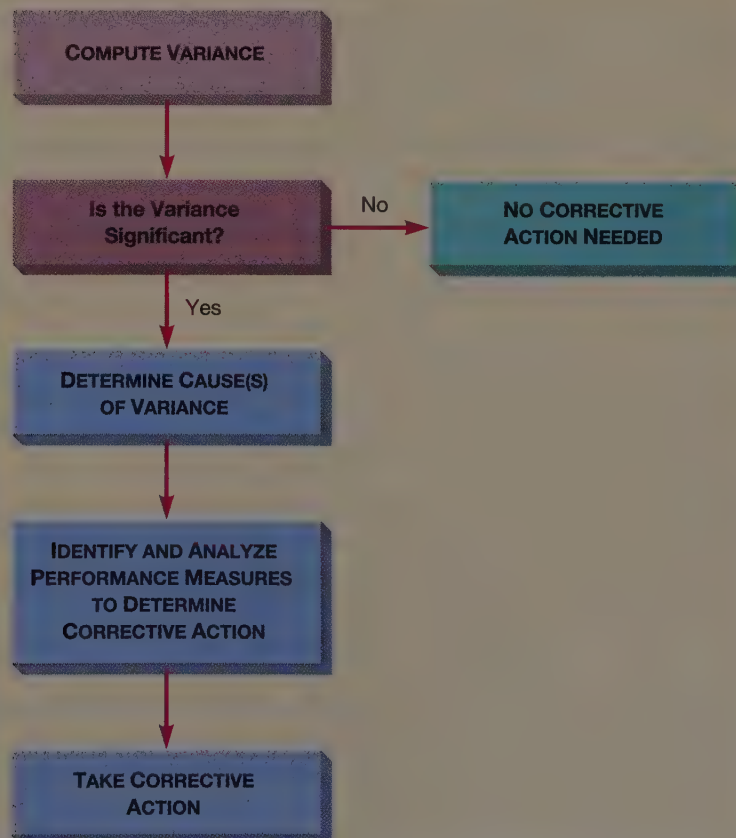 COMPUTE VARIANCE
Is the Variance
Significant?
No
NO CORRECTIVE
ACTION NEEDED
Yes
DETERMINE CAUSE(S)
OF VARIANCE
IDENTIFY AND ANALYZE
PERFORMANCE MEASURES
TO DETERMINE
CORRECTIVE ACTION
TAKE CORRECTIVE
ACTION